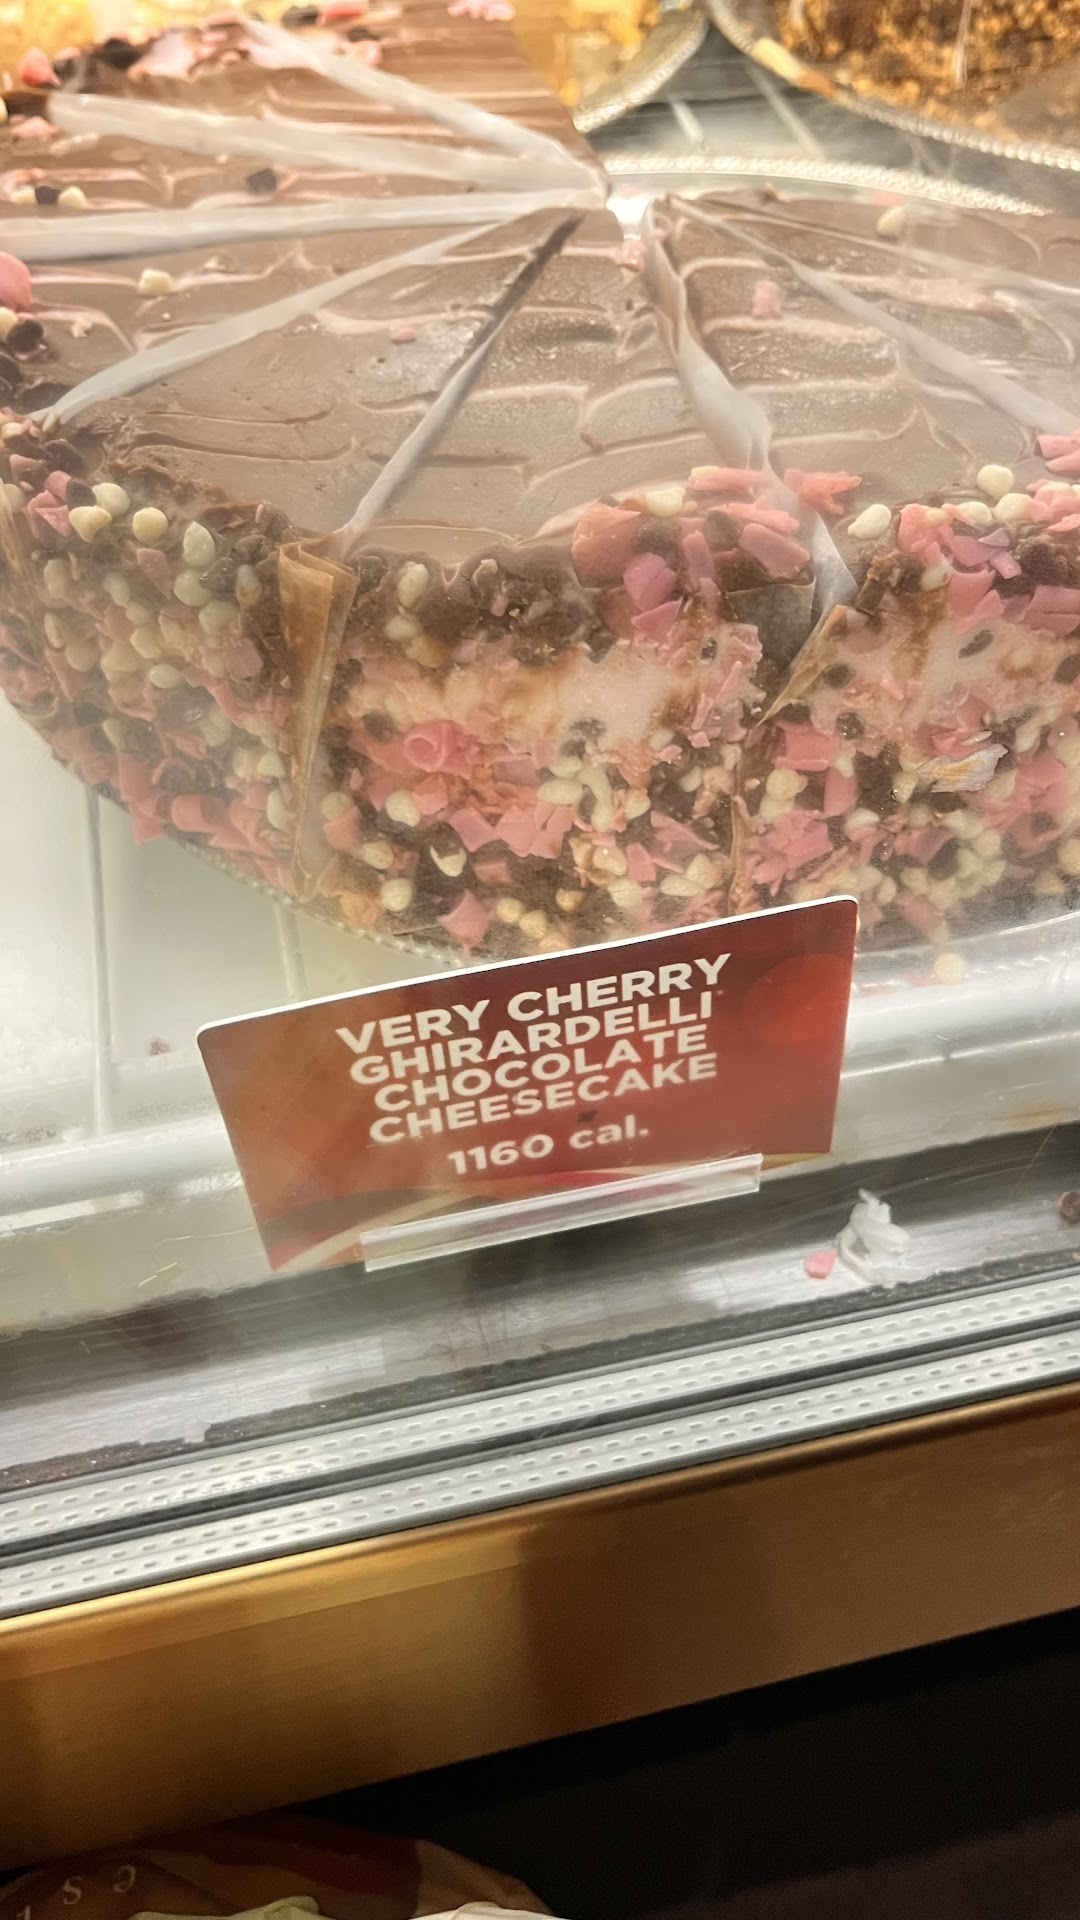 VERY CHERRY
GHIRARDELLI
CHOCOLATE
CHEESECAKE
1160 cal.